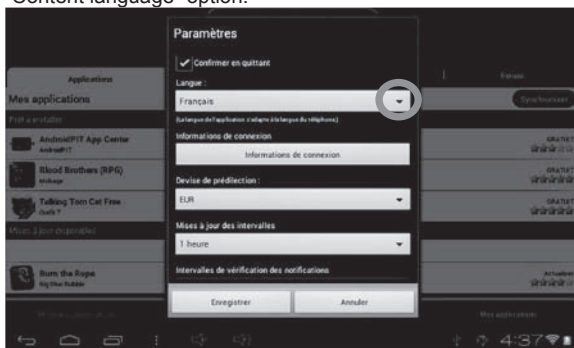 "Content language" option.
Paramètres
Confirmer en quittant
Langue :
Français
(La langue de l'application s'adapte à la langue du téléphone)
Informations de connexion
Informations de connexion
Devise de prédilection :
EUR
Mises à jour des intervalles
1 heure
Intervalles de vérification des notifications
Enregistrer
Annuler
Applications
Forum
Mes applications
Synchroniser
Prêt à installer
AndroidPIT App Center
AndroidPIT
GRATUIT
Blood Brothers (RPG)
Mobage
GRATUIT
Talking Tom Cat Free
Outfit 7
GRATUIT
Mises à jour disponibles
Burn the Rope
Big Blue Bubble
Actualiser
Mes applications
4:37